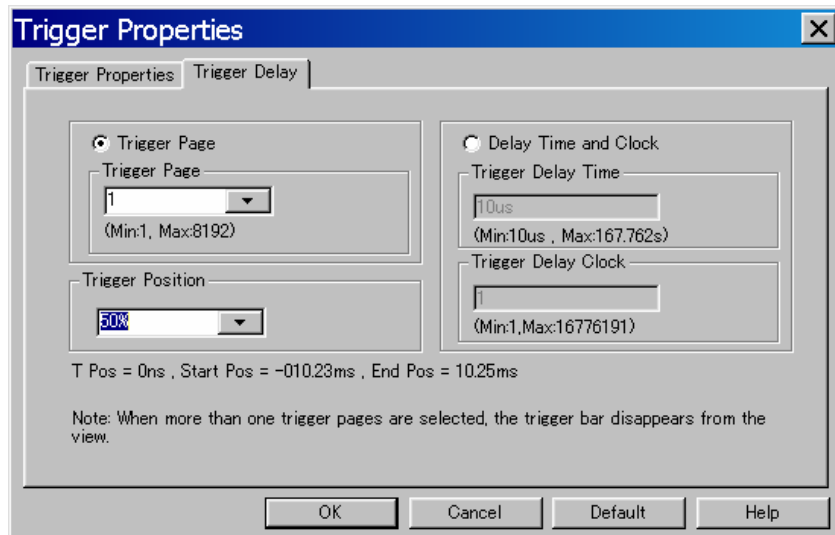 Trigger Properties
Trigger Properties
Trigger Delay
Trigger Page
Trigger Page
1
(Min:1, Max:8192)
Trigger Position
50%
Delay Time and Clock
Trigger Delay Time
10us
(Min:10us , Max:167.762s)
Trigger Delay Clock
1
(Min:1,Max:16776191)
T Pos = 0ns , Start Pos = -010.23ms , End Pos = 10.25ms
Note: When more than one trigger pages are selected, the trigger bar disappears from the
view.
OK
Cancel
Default
Help